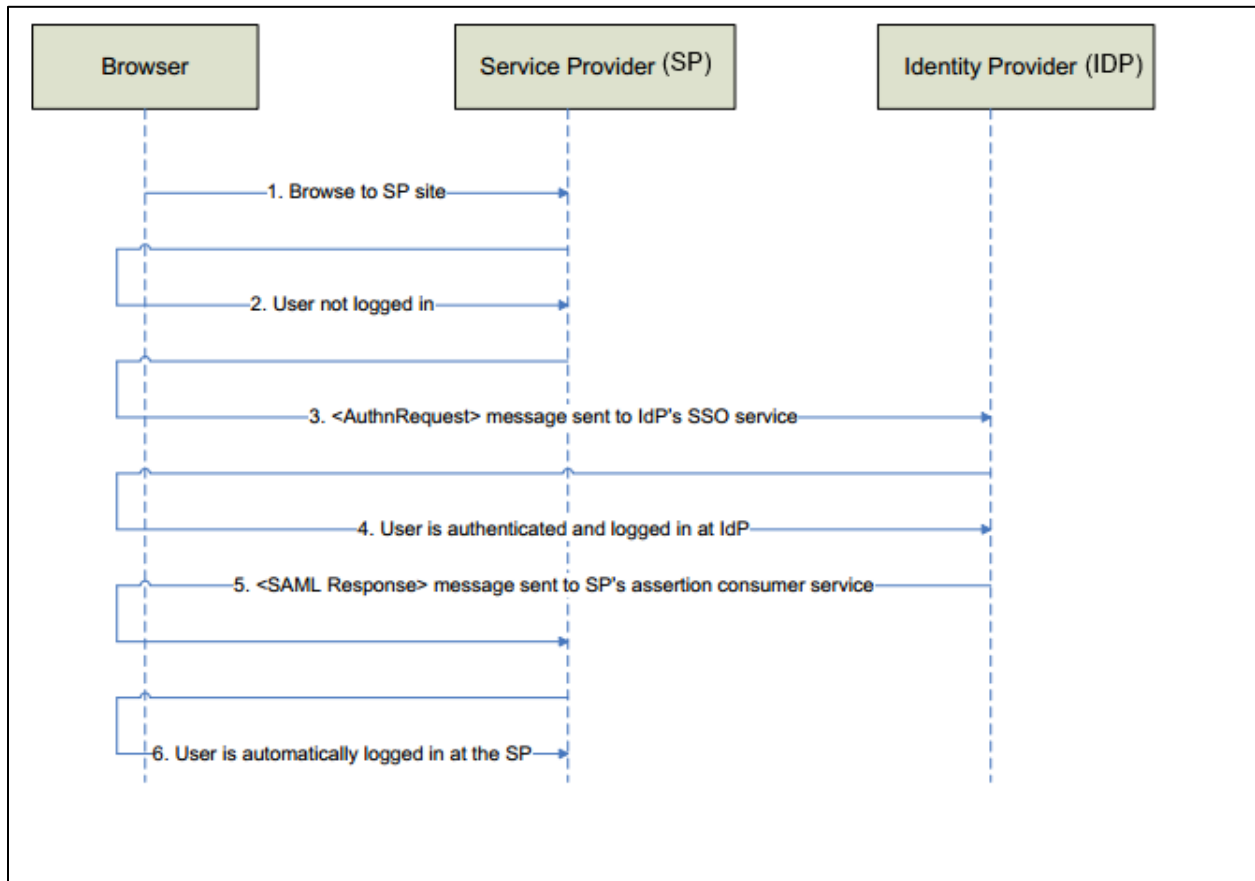 Browser
Service Provider (SP)
Identity Provider (IDP)
1. Browse to SP site
2. User not logged in
3. <AuthnRequest> message sent to IdP's SSO service
4. User is authenticated and logged in at IdP
5. <SAML Response> message sent to SP's assertion consumer service
6. User is automatically logged in at the SP